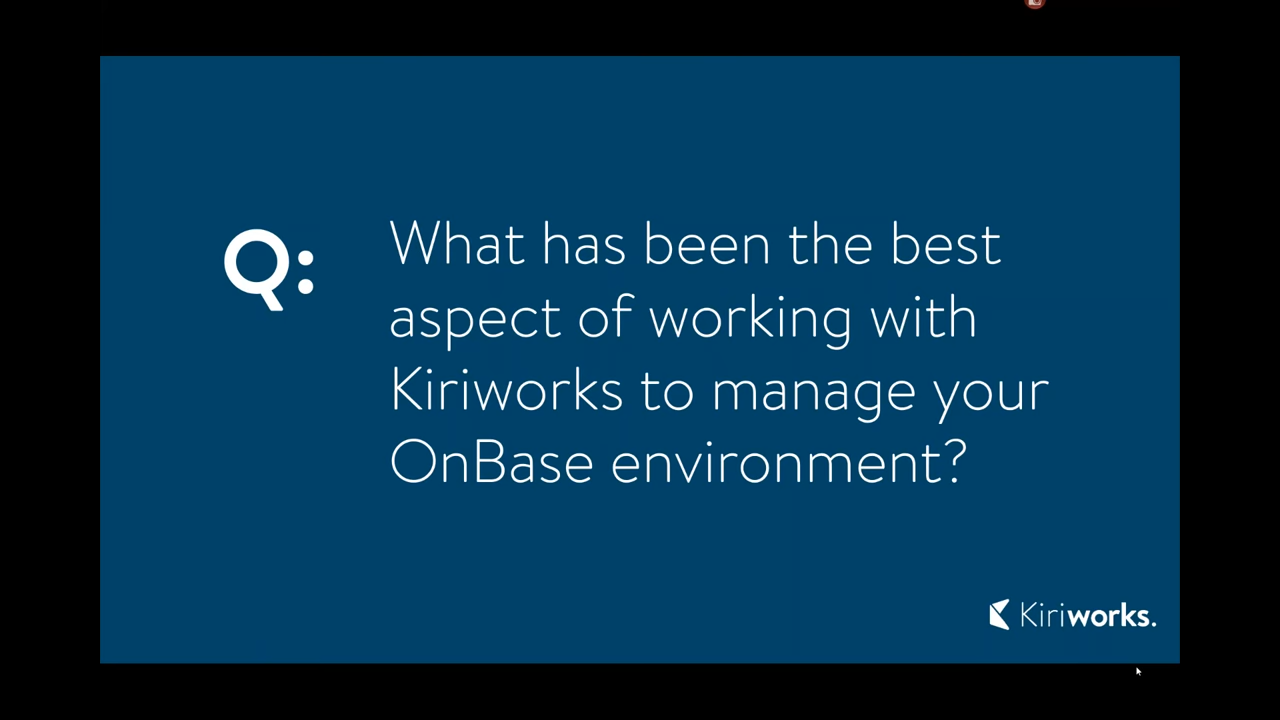 Q:
What has been the best
aspect of working with
Kiriworks to manage your
OnBase environment?
Kiriworks.